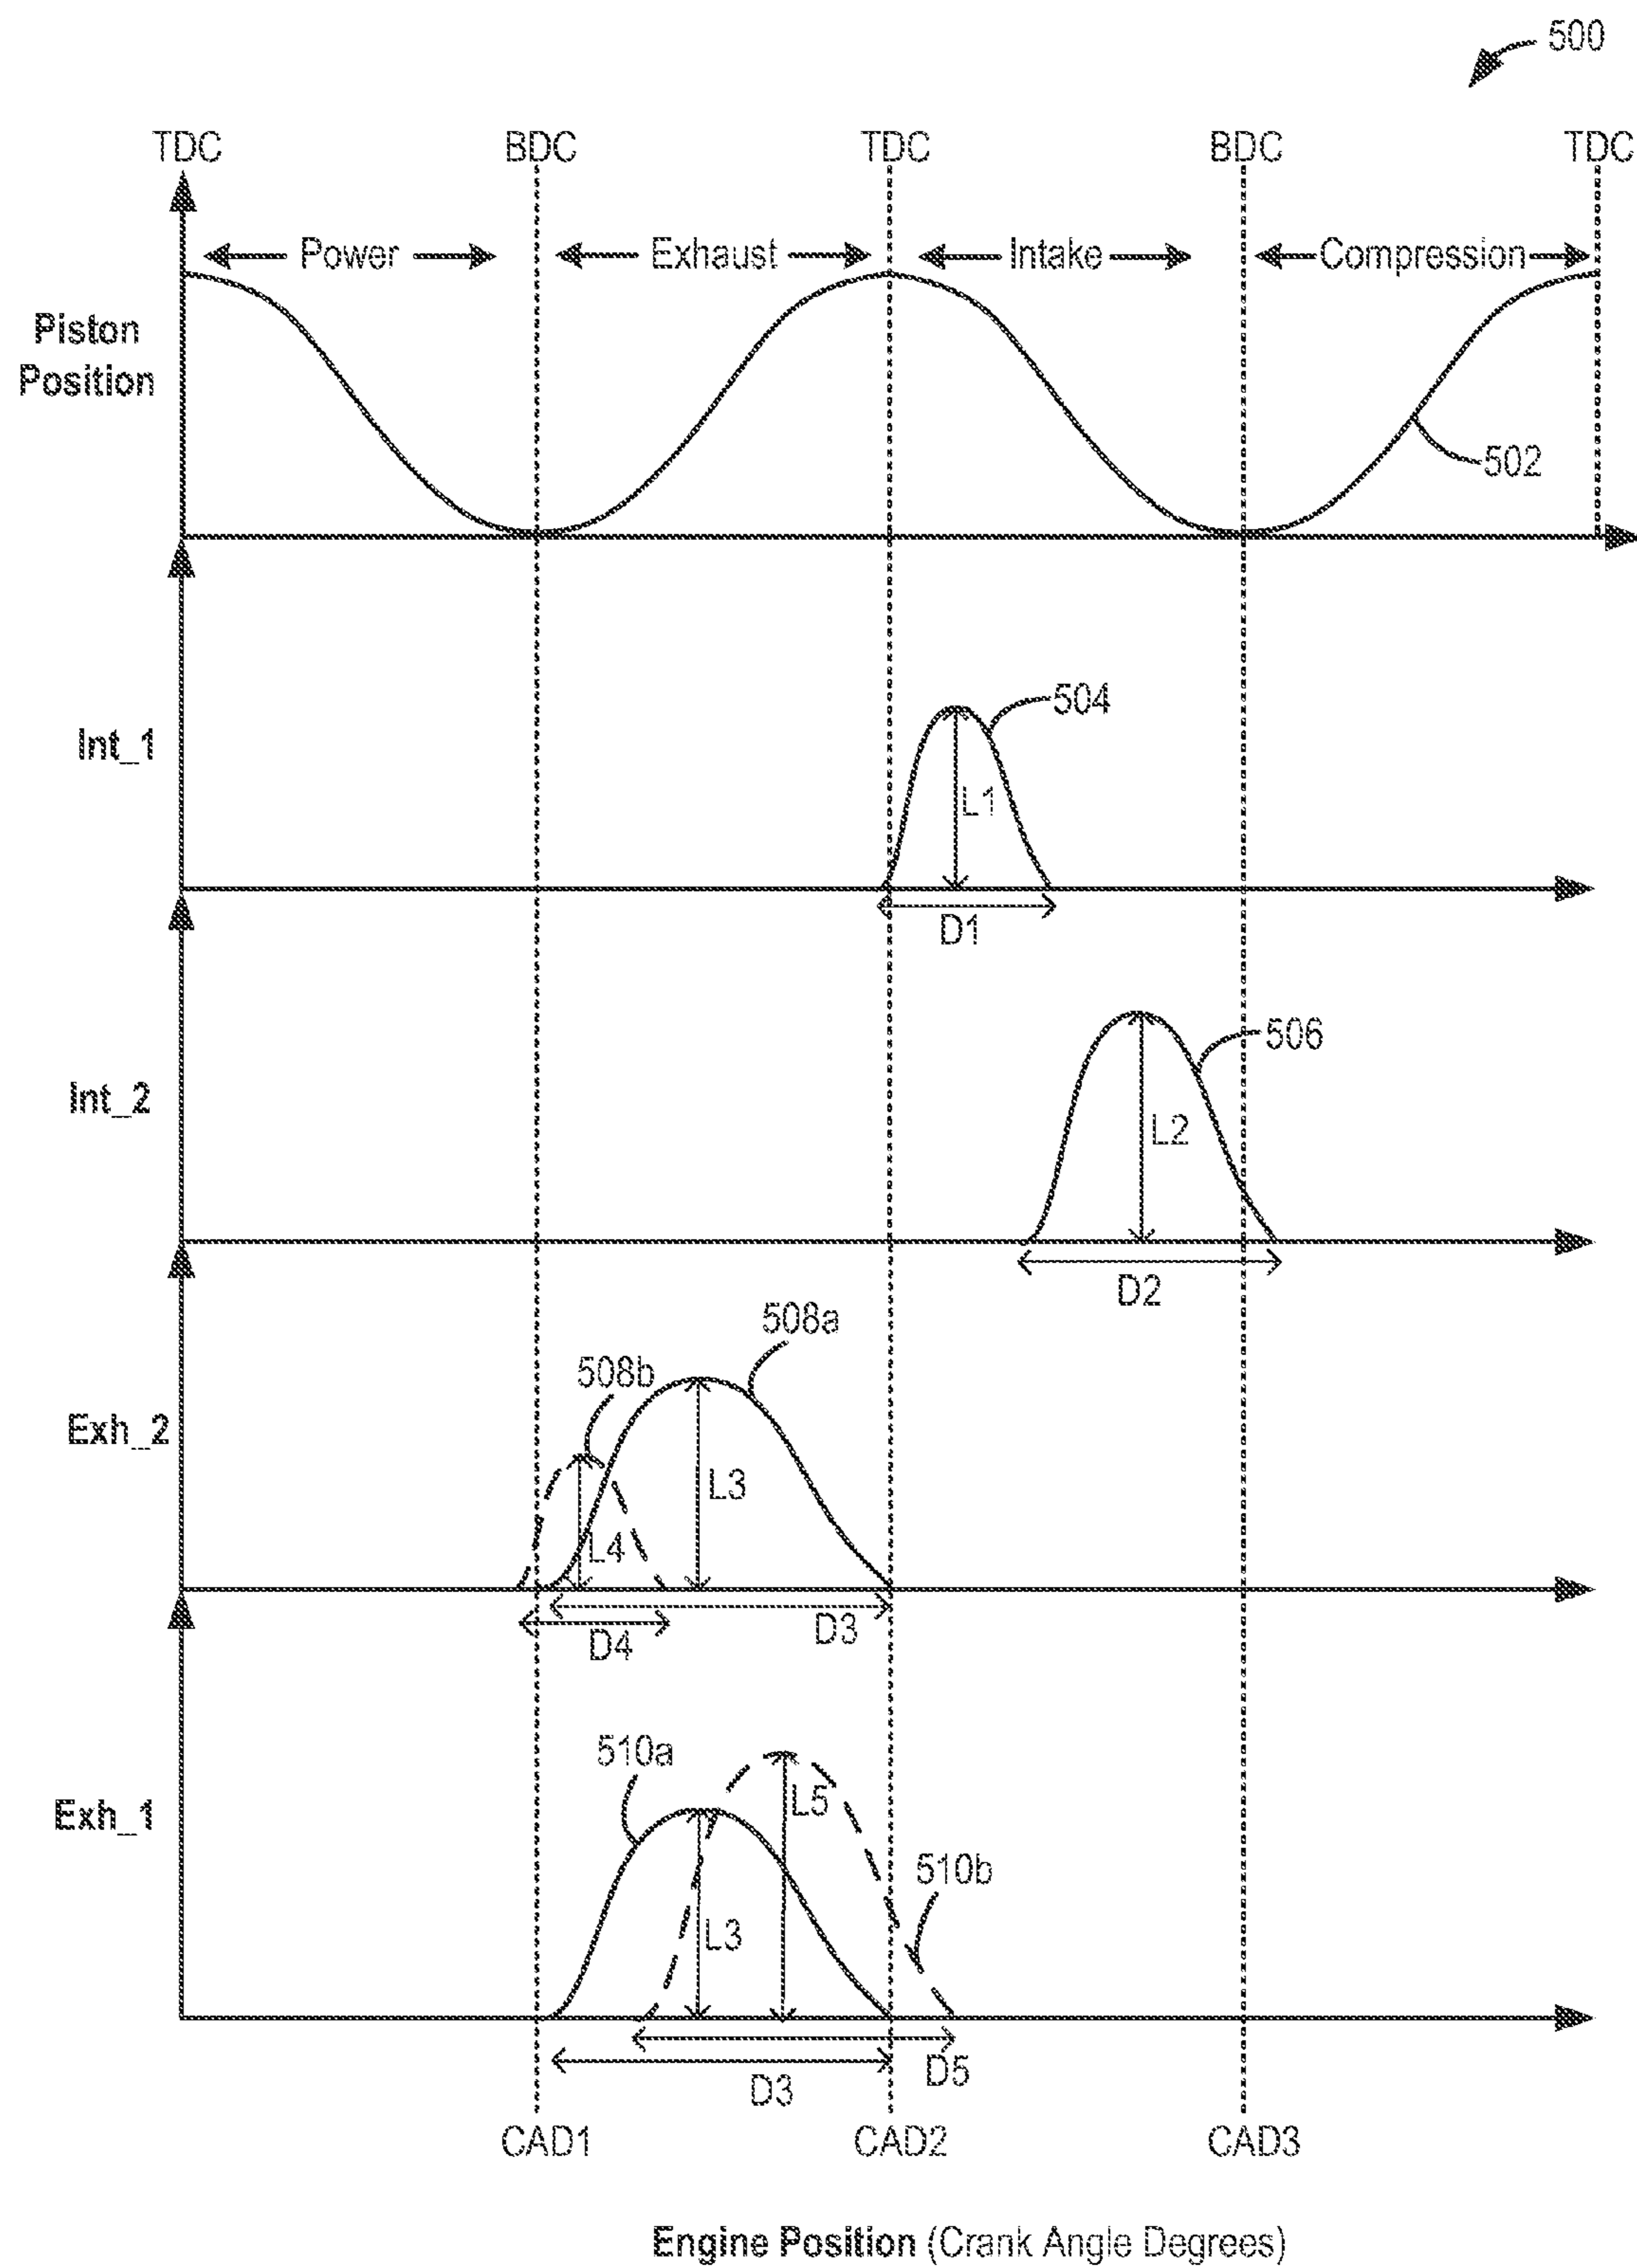 500
TDC BDC TDC BDC TDC
Power Exhaust Intake Compression
Piston
Position
502
504
Int_1
L1
D1
506
Int_2
L2
D2
508a
508b
Exh_2
L3
L4
D3
D4
510a
L5
Exh_1
510b
L3
D5
D3
CAD1 CAD2 CAD3
Engine Position (Crank Angle Degrees)